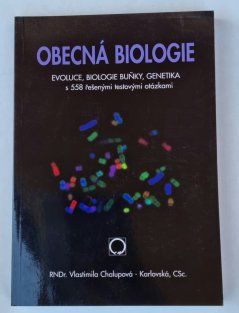 OBECNÁ BIOLOGIE
EVOLUCE, BIOLOGIE BUŇKY, GENETIKA
s 558 řešenými testovými otázkami
RNDr. Vlastimila Chalupová - Karlovská, CSc.